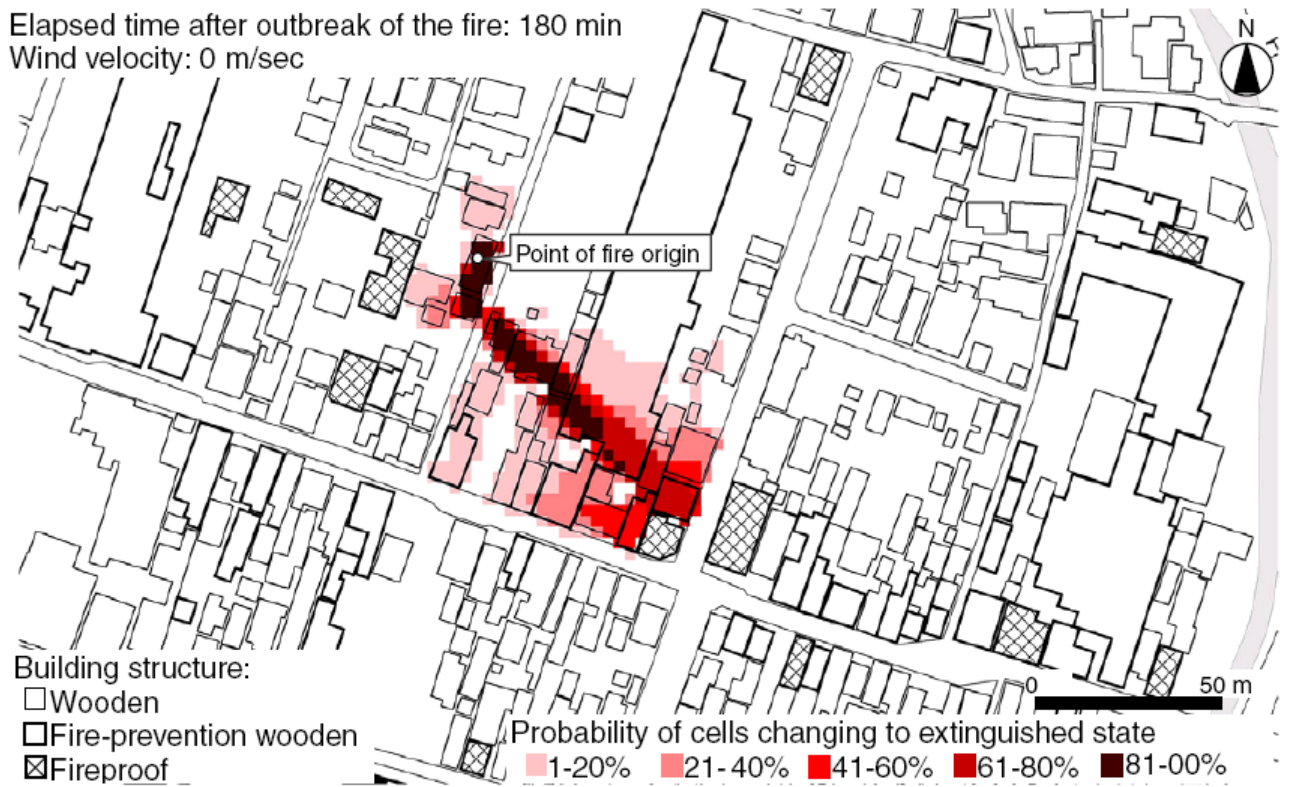 Elapsed time after outbreak of the fire: 180 min
Wind velocity: 0 m/sec
N
Point of fire origin
Building structure:
Wooden
Fire-prevention wooden
Fireproof
0 50 m
Probability of cells changing to extinguished state
1-20% 21-40% 41-60% 61-80% 81-00%